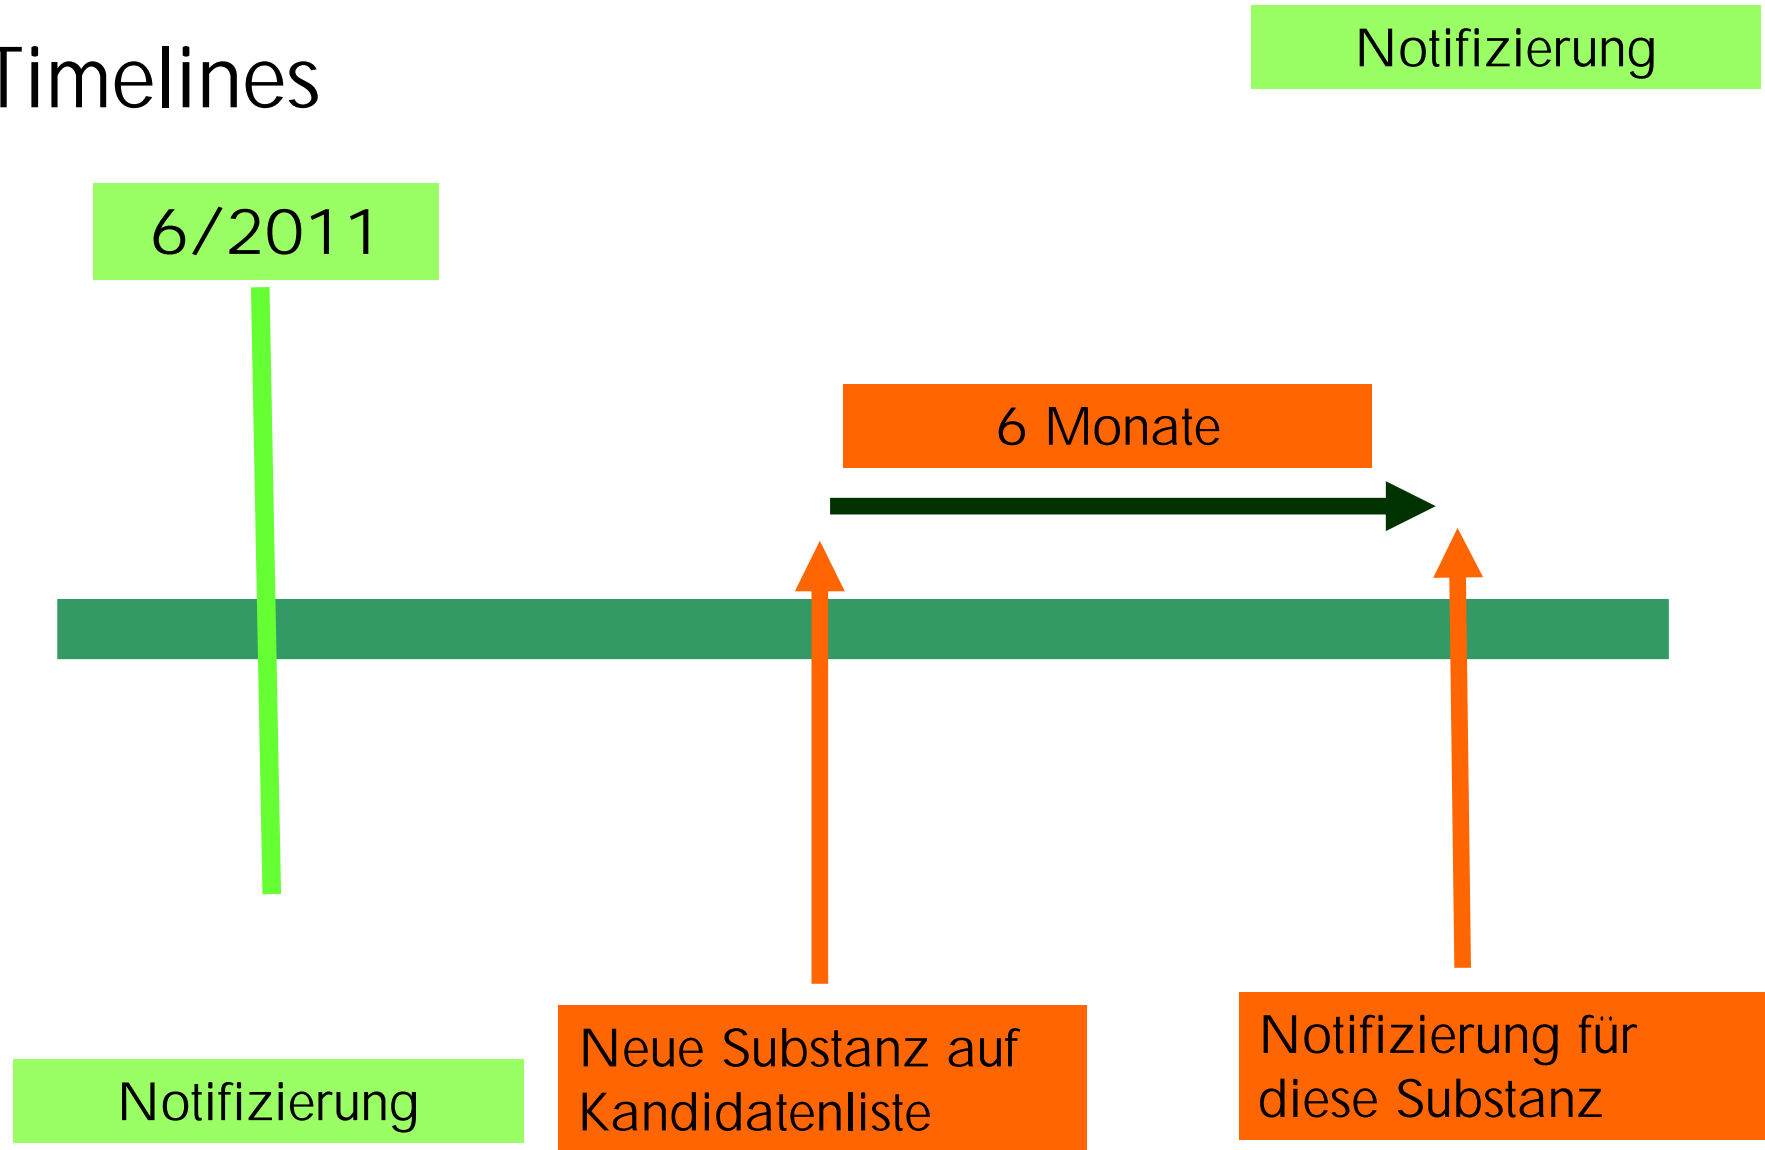 Timelines
Notifizierung
6/2011
6 Monate
Neue Substanz auf
Kandidatenliste
Notifizierung für
diese Substanz
Notifizierung